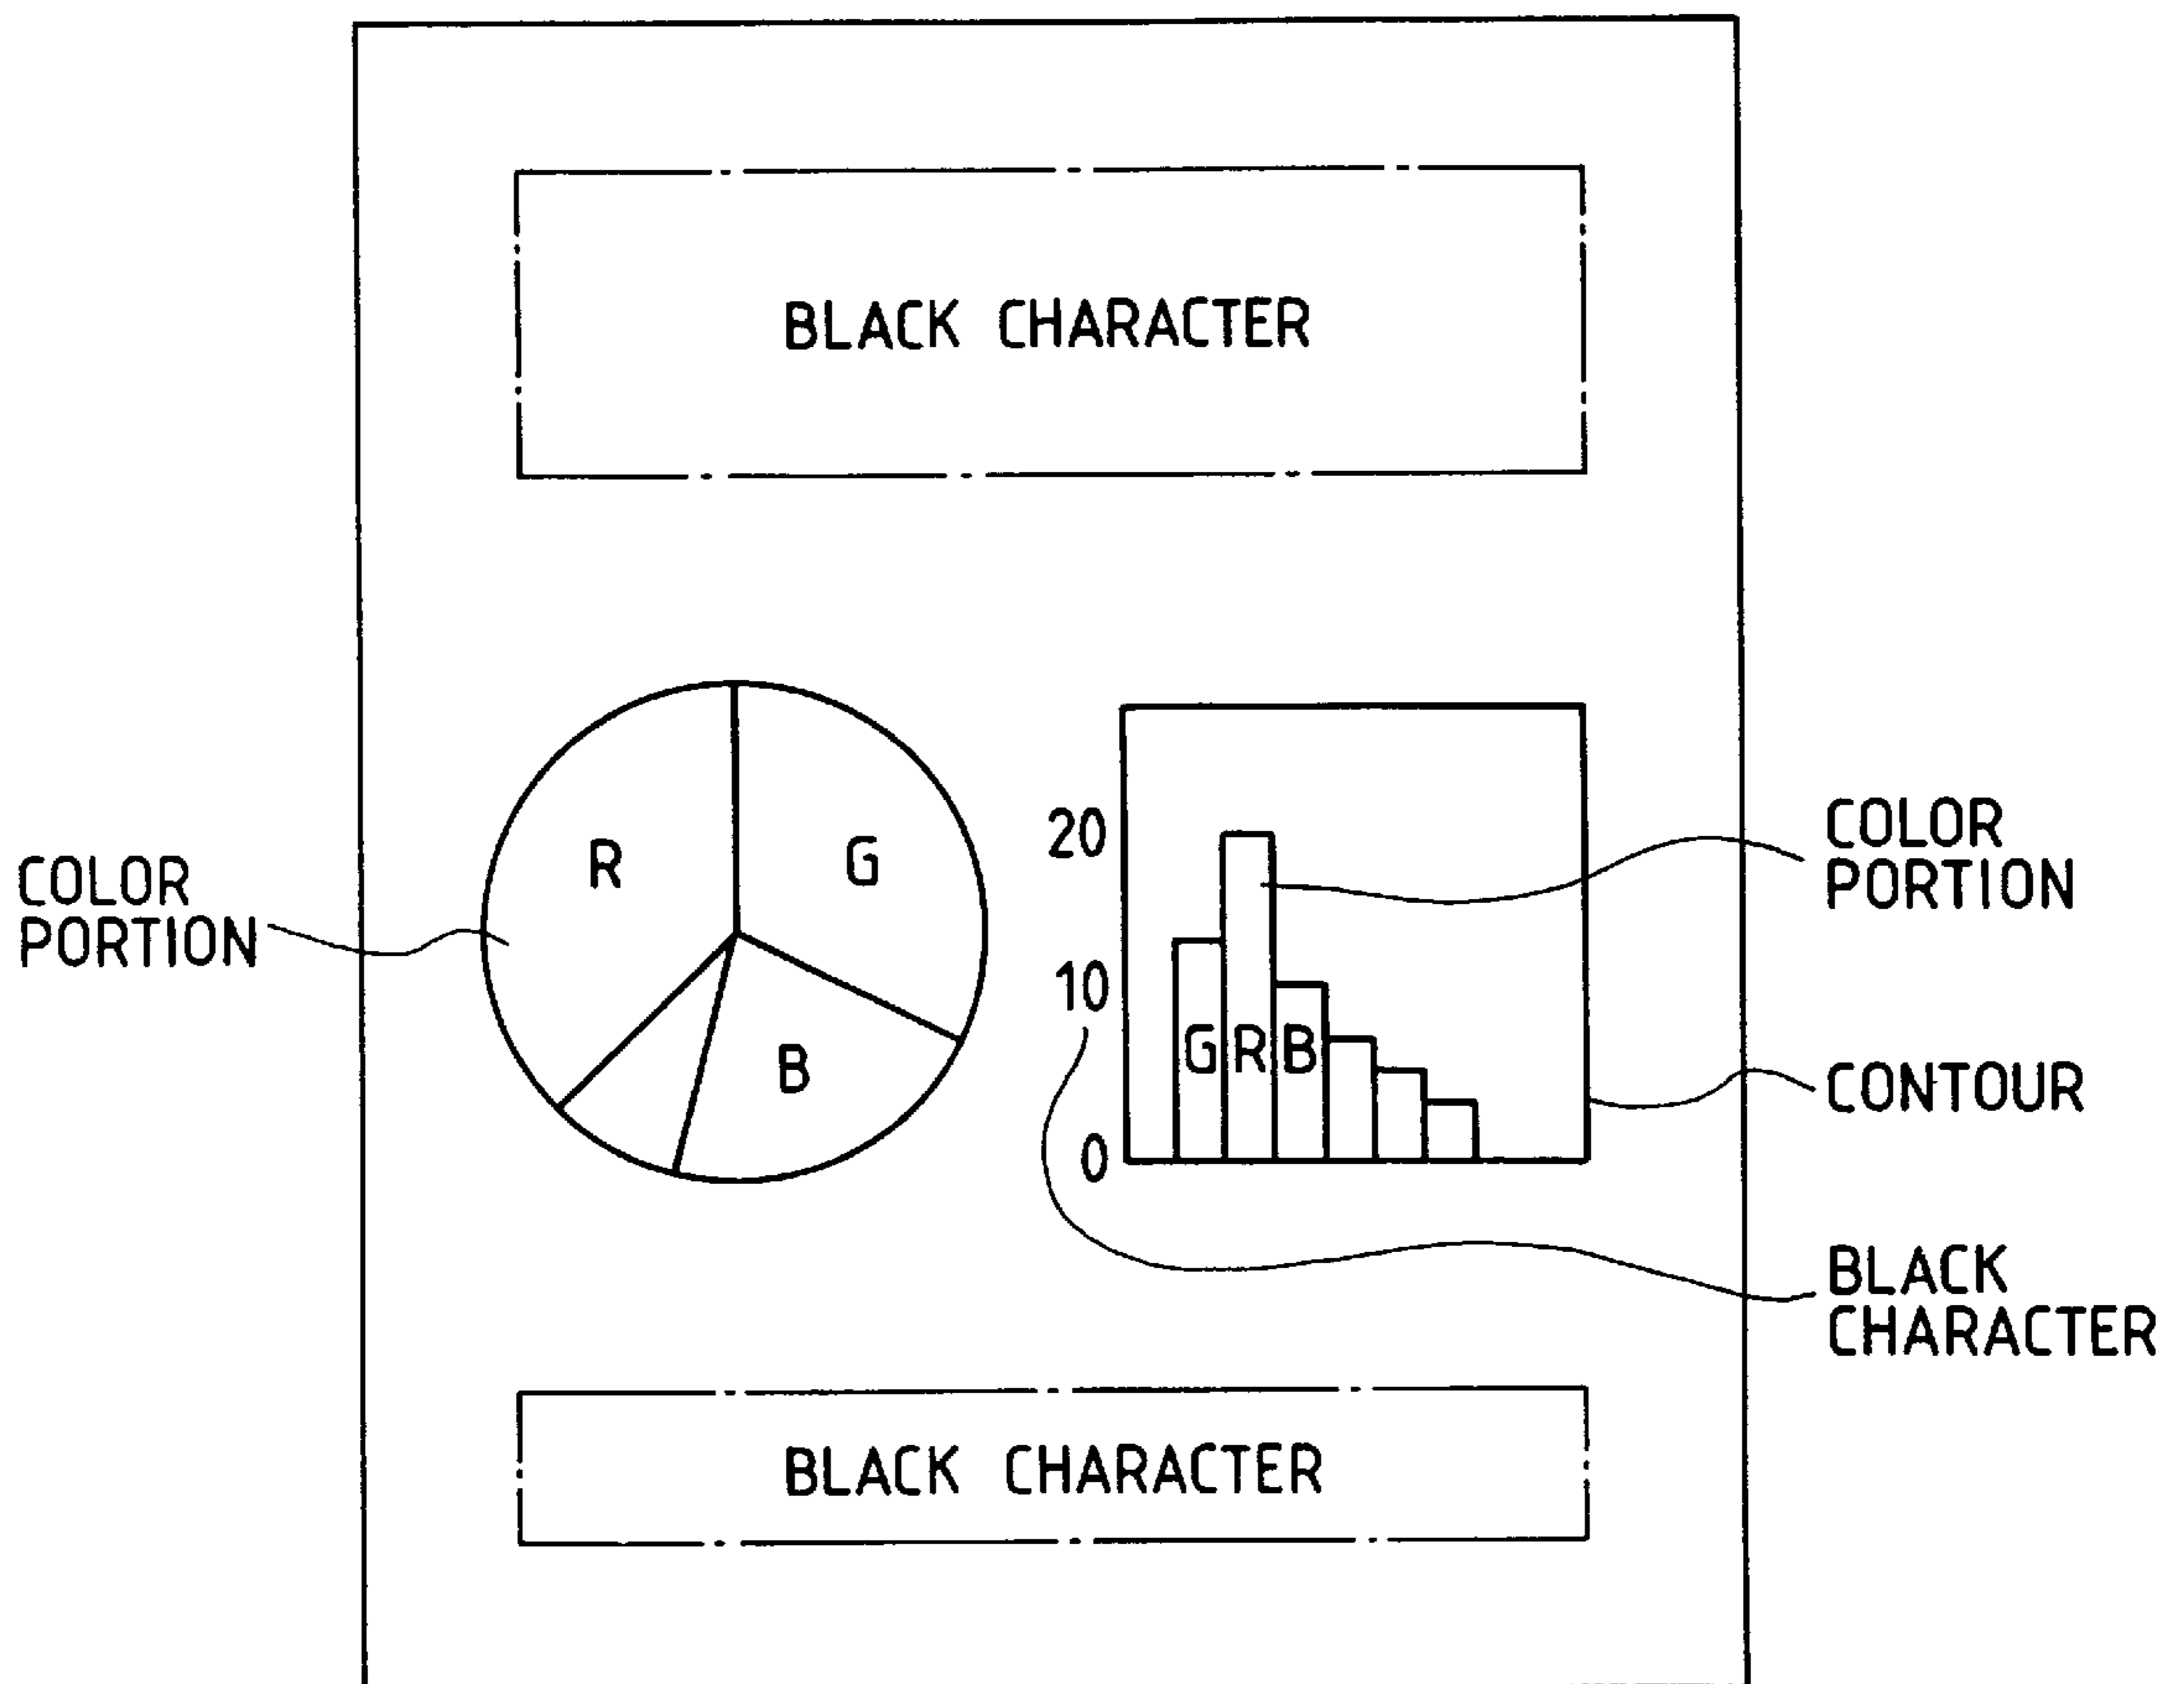 BLACK CHARACTER
R
G
B
COLOR
PORTION
20
10
0
G R B
COLOR
PORTION
CONTOUR
BLACK
CHARACTER
BLACK CHARACTER